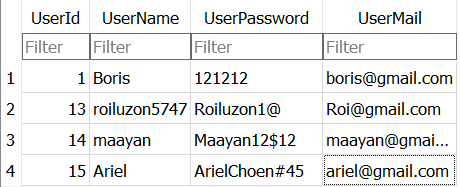 UserId UserName UserPassword UserMail
Filter Filter Filter Filter
1 1 Boris 121212 boris@gmail.com
2 13 roiluzon5747 Roiluzon1@ Roi@gmail.com
3 14 maayan Maayan12$12 maayan@gmai...
4 15 Ariel ArielChoen#45 ariel@gmail.com